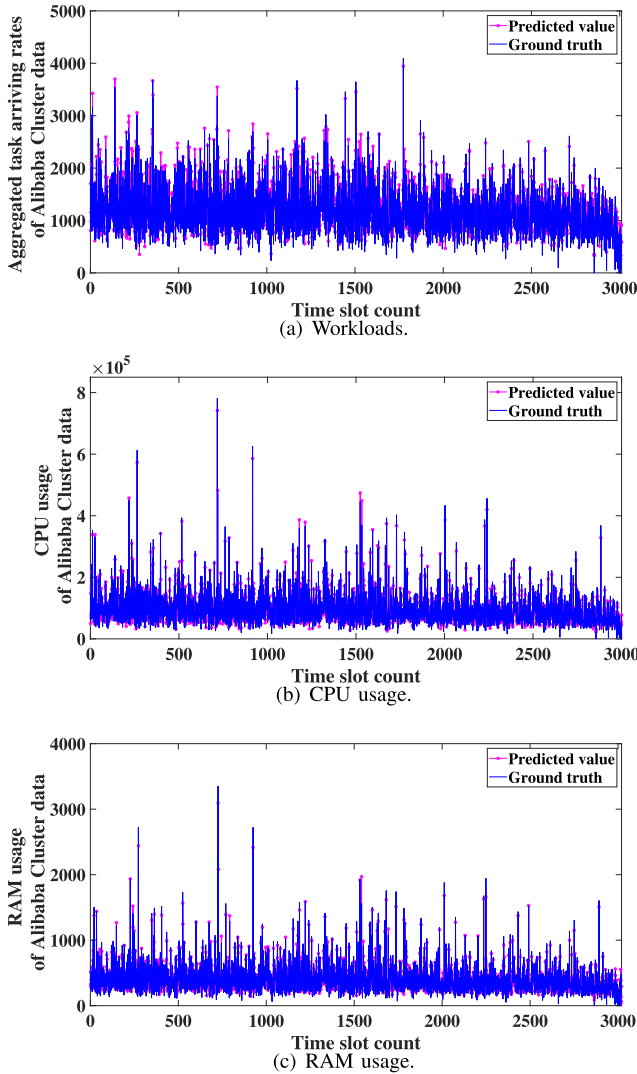 5000
4000
3000
2000
1000
0
Aggregated task arriving rates
of Alibaba Cluster data
Predicted value
Ground truth
0 500 1000 1500 2000 2500 3000
Time slot count
(a) Workloads.
×10^5
8
6
4
2
0
CPU usage
of Alibaba Cluster data
Predicted value
Ground truth
0 500 1000 1500 2000 2500 3000
Time slot count
(b) CPU usage.
4000
3000
2000
1000
0
RAM usage
of Alibaba Cluster data
Predicted value
Ground truth
0 500 1000 1500 2000 2500 3000
Time slot count
(c) RAM usage.